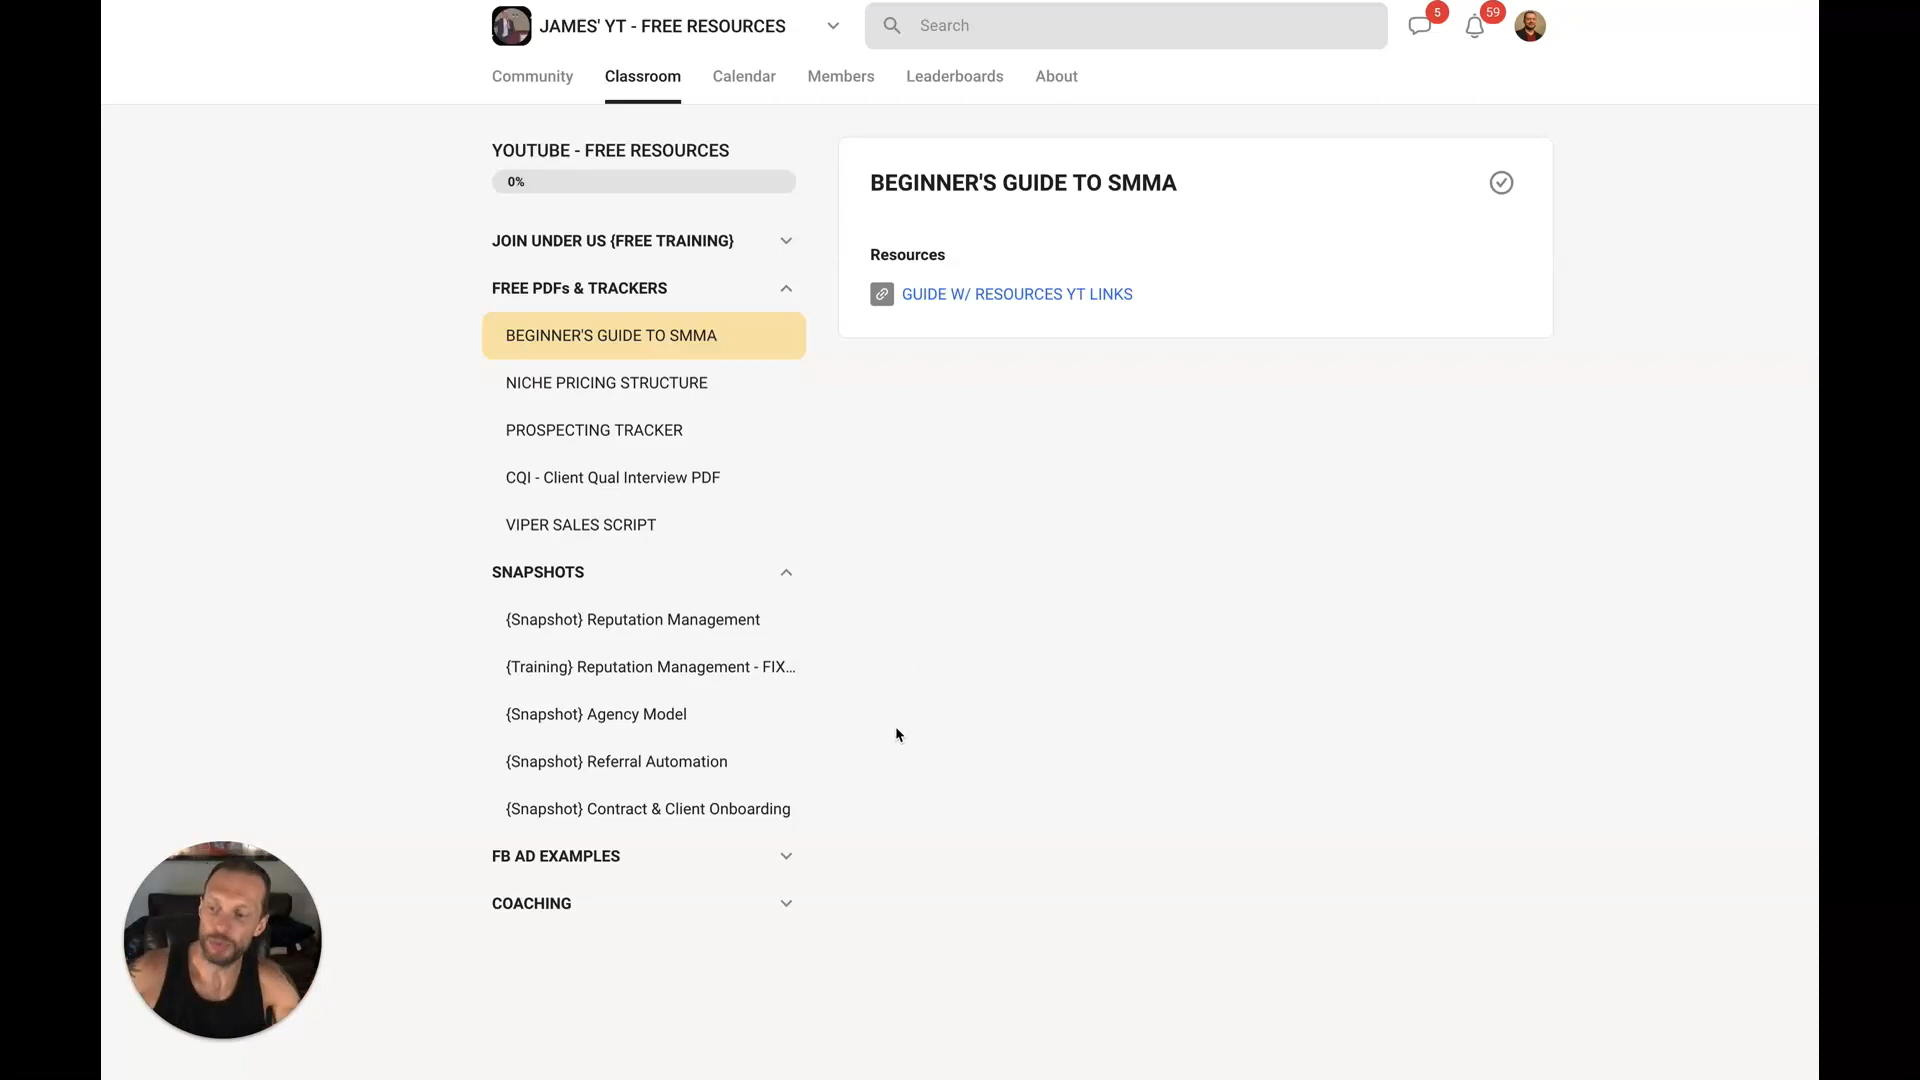 JAMES' YT - FREE RESOURCES
Search
5
59
Community
Classroom
Calendar
Members
Leaderboards
About
YOUTUBE - FREE RESOURCES
0%
JOIN UNDER US {FREE TRAINING}
FREE PDFs & TRACKERS
BEGINNER'S GUIDE TO SMMA
NICHE PRICING STRUCTURE
PROSPECTING TRACKER
CQI - Client Qual Interview PDF
VIPER SALES SCRIPT
SNAPSHOTS
{Snapshot} Reputation Management
{Training} Reputation Management - FIX...
{Snapshot} Agency Model
{Snapshot} Referral Automation
{Snapshot} Contract & Client Onboarding
FB AD EXAMPLES
COACHING
BEGINNER'S GUIDE TO SMMA
Resources
GUIDE W/ RESOURCES YT LINKS